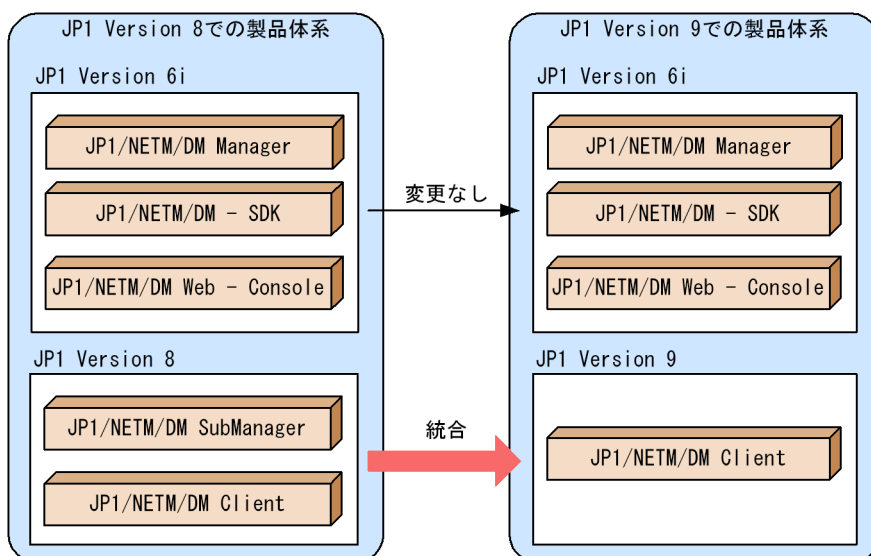 JP1 Version 8での製品体系
JP1 Version 6i
JP1/NETM/DM Manager
JP1/NETM/DM - SDK
JP1/NETM/DM Web - Console
JP1 Version 8
JP1/NETM/DM SubManager
JP1/NETM/DM Client
変更なし
統合
JP1 Version 9での製品体系
JP1 Version 6i
JP1/NETM/DM Manager
JP1/NETM/DM - SDK
JP1/NETM/DM Web - Console
JP1 Version 9
JP1/NETM/DM Client